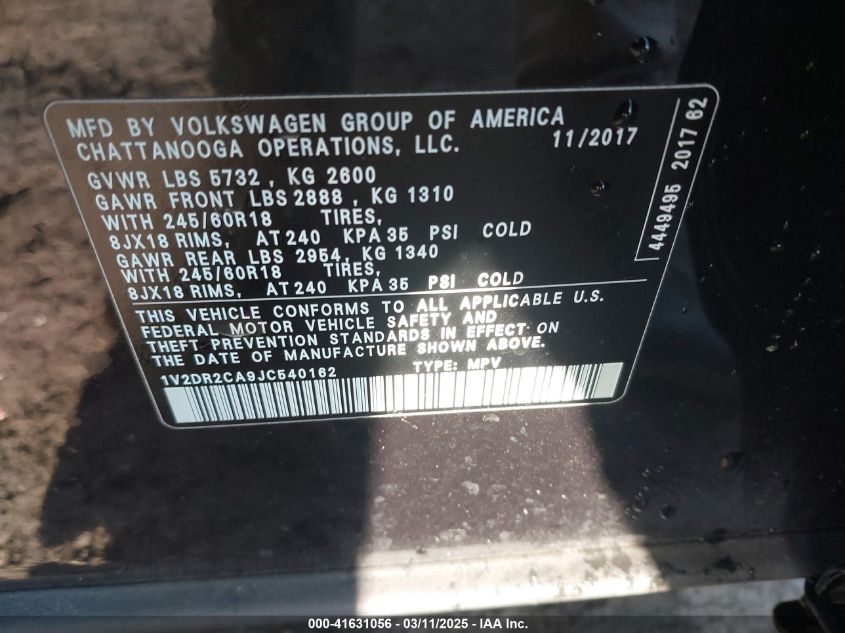 MFD BY VOLKSWAGEN GROUP OF AMERICA
CHATTANOOGA OPERATIONS, LLC. 11/2017
GVWR LBS 5732 , KG 2600
GAWR FRONT LBS 2888 , KG 1310
WITH 245/60R18 TIRES,
8JX18 RIMS, AT 240 KPA 35 PSI COLD
GAWR REAR LBS 2954, KG 1340
WITH 245/60R18 TIRES,
8JX18 RIMS, AT 240 KPA 35 PSI COLD
THIS VEHICLE CONFORMS TO ALL APPLICABLE U.S.
FEDERAL MOTOR VEHICLE SAFETY AND
THEFT PREVENTION STANDARDS IN EFFECT ON
THE DATE OF MANUFACTURE SHOWN ABOVE.
1V2DR2CA9JC540162 TYPE: MPV
4449495 2017 62
000-41631056 - 03/11/2025 - IAA Inc.